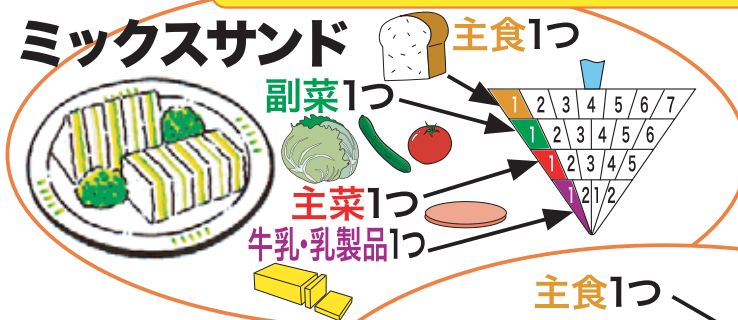 ミックスサンド
主食1つ
副菜1つ
主菜1つ
牛乳・乳製品1つ
1 2 3 4 5 6 7
1 2 3 4 5 6
1 2 3 4 5
1 2 1 2
主食1つ